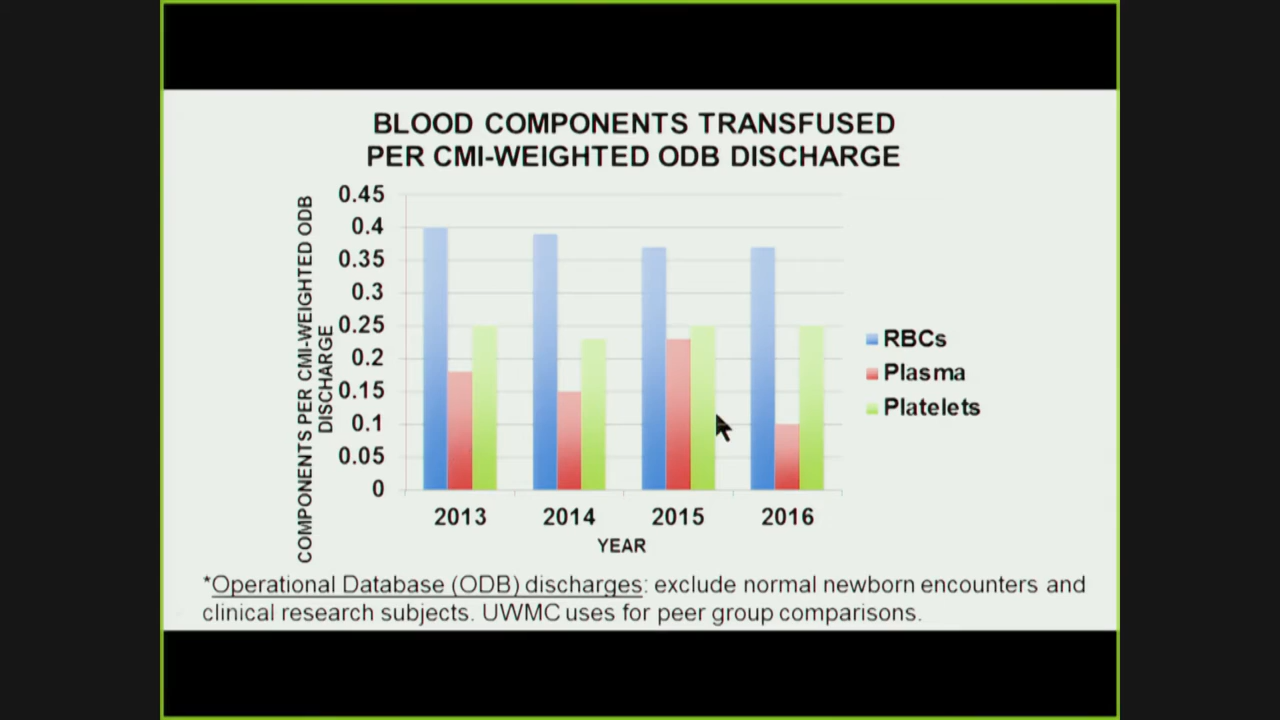 BLOOD COMPONENTS TRANSFUSED
PER CMI-WEIGHTED ODB DISCHARGE
COMPONENTS PER CMI-WEIGHTED ODB
DISCHARGE
0.45
0.4
0.35
0.3
0.25
0.2
0.15
0.1
0.05
0
2013
2014
2015
2016
YEAR
RBCs
Plasma
Platelets
*Operational Database (ODB) discharges: exclude normal newborn encounters and
clinical research subjects. UWMC uses for peer group comparisons.